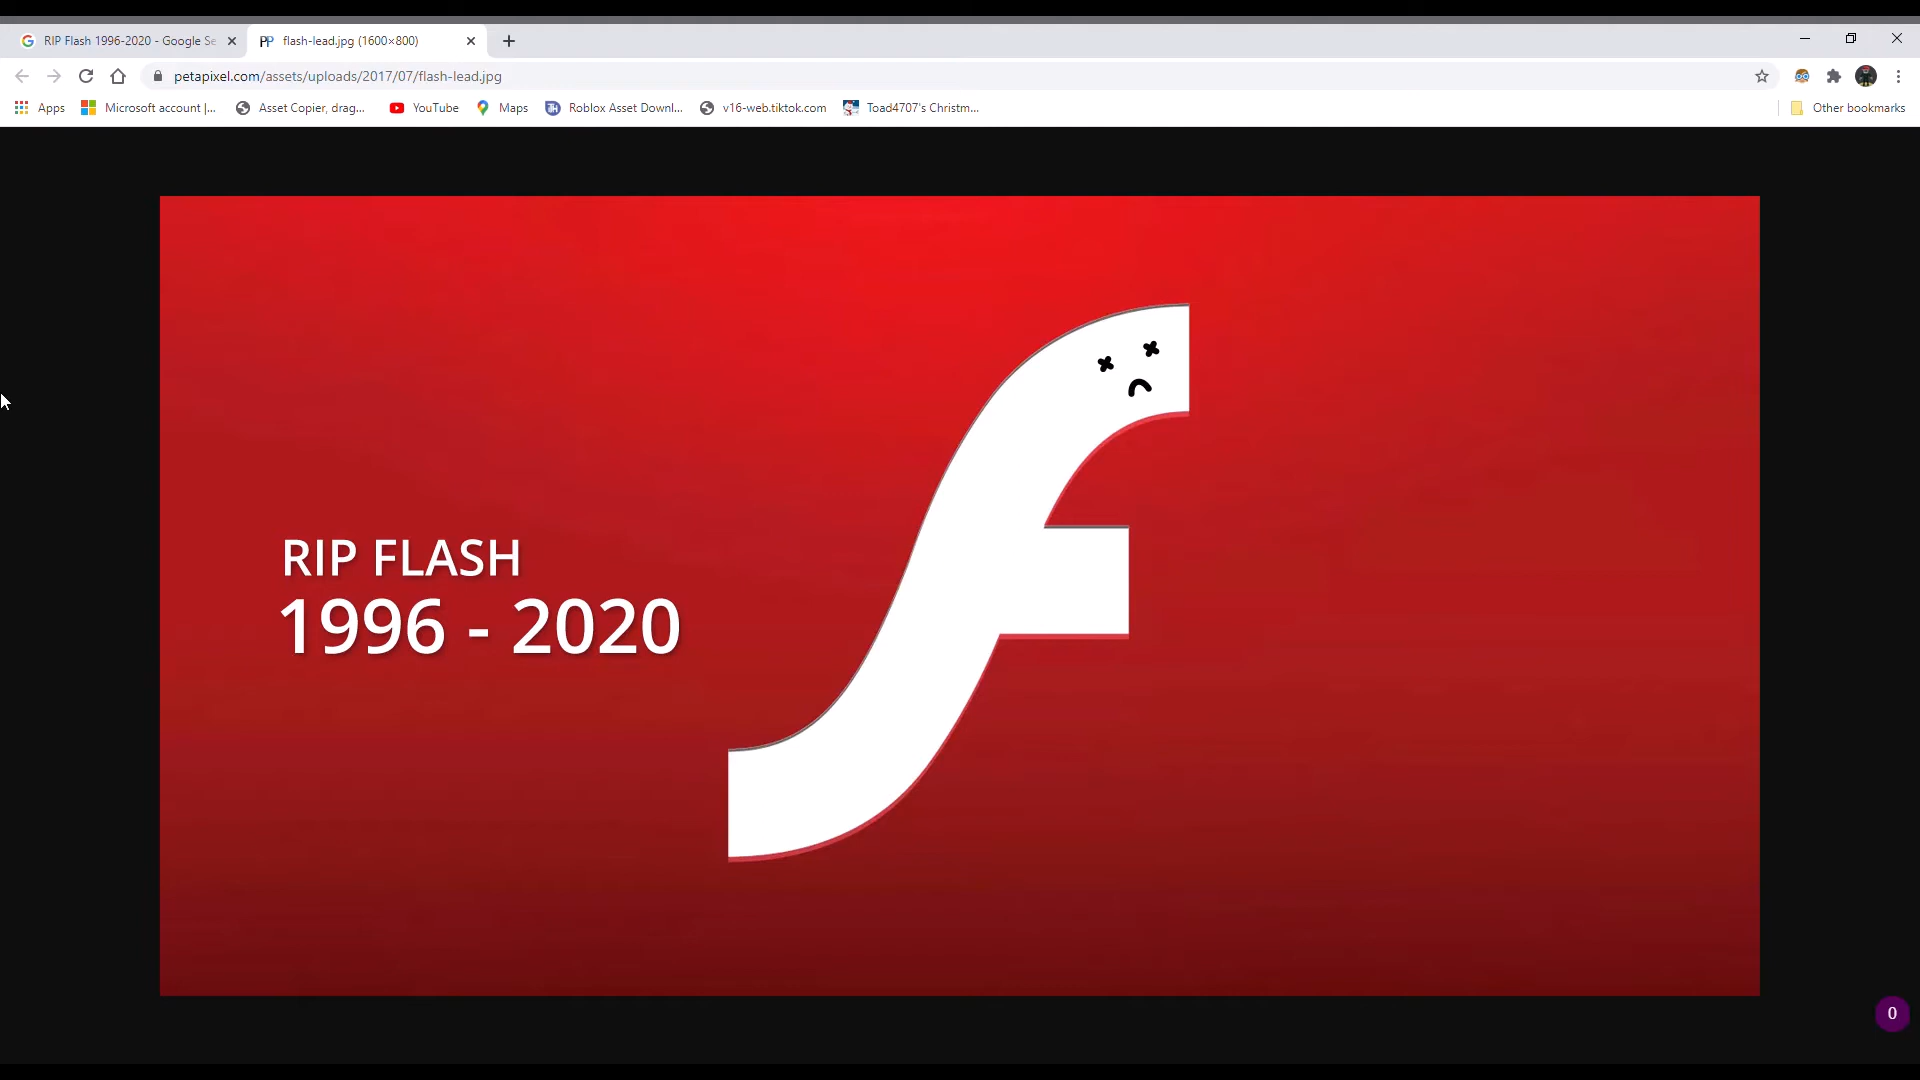 RIP Flash 1996-2020 - Google Se
flash-lead.jpg (1600×800)
petapixel.com/assets/uploads/2017/07/flash-lead.jpg
Apps
Microsoft account |...
Asset Copier, drag...
YouTube
Maps
Roblox Asset Downl...
v16-web.tiktok.com
Toad4707's Christm...
Other bookmarks
RIP FLASH
1996 - 2020
0